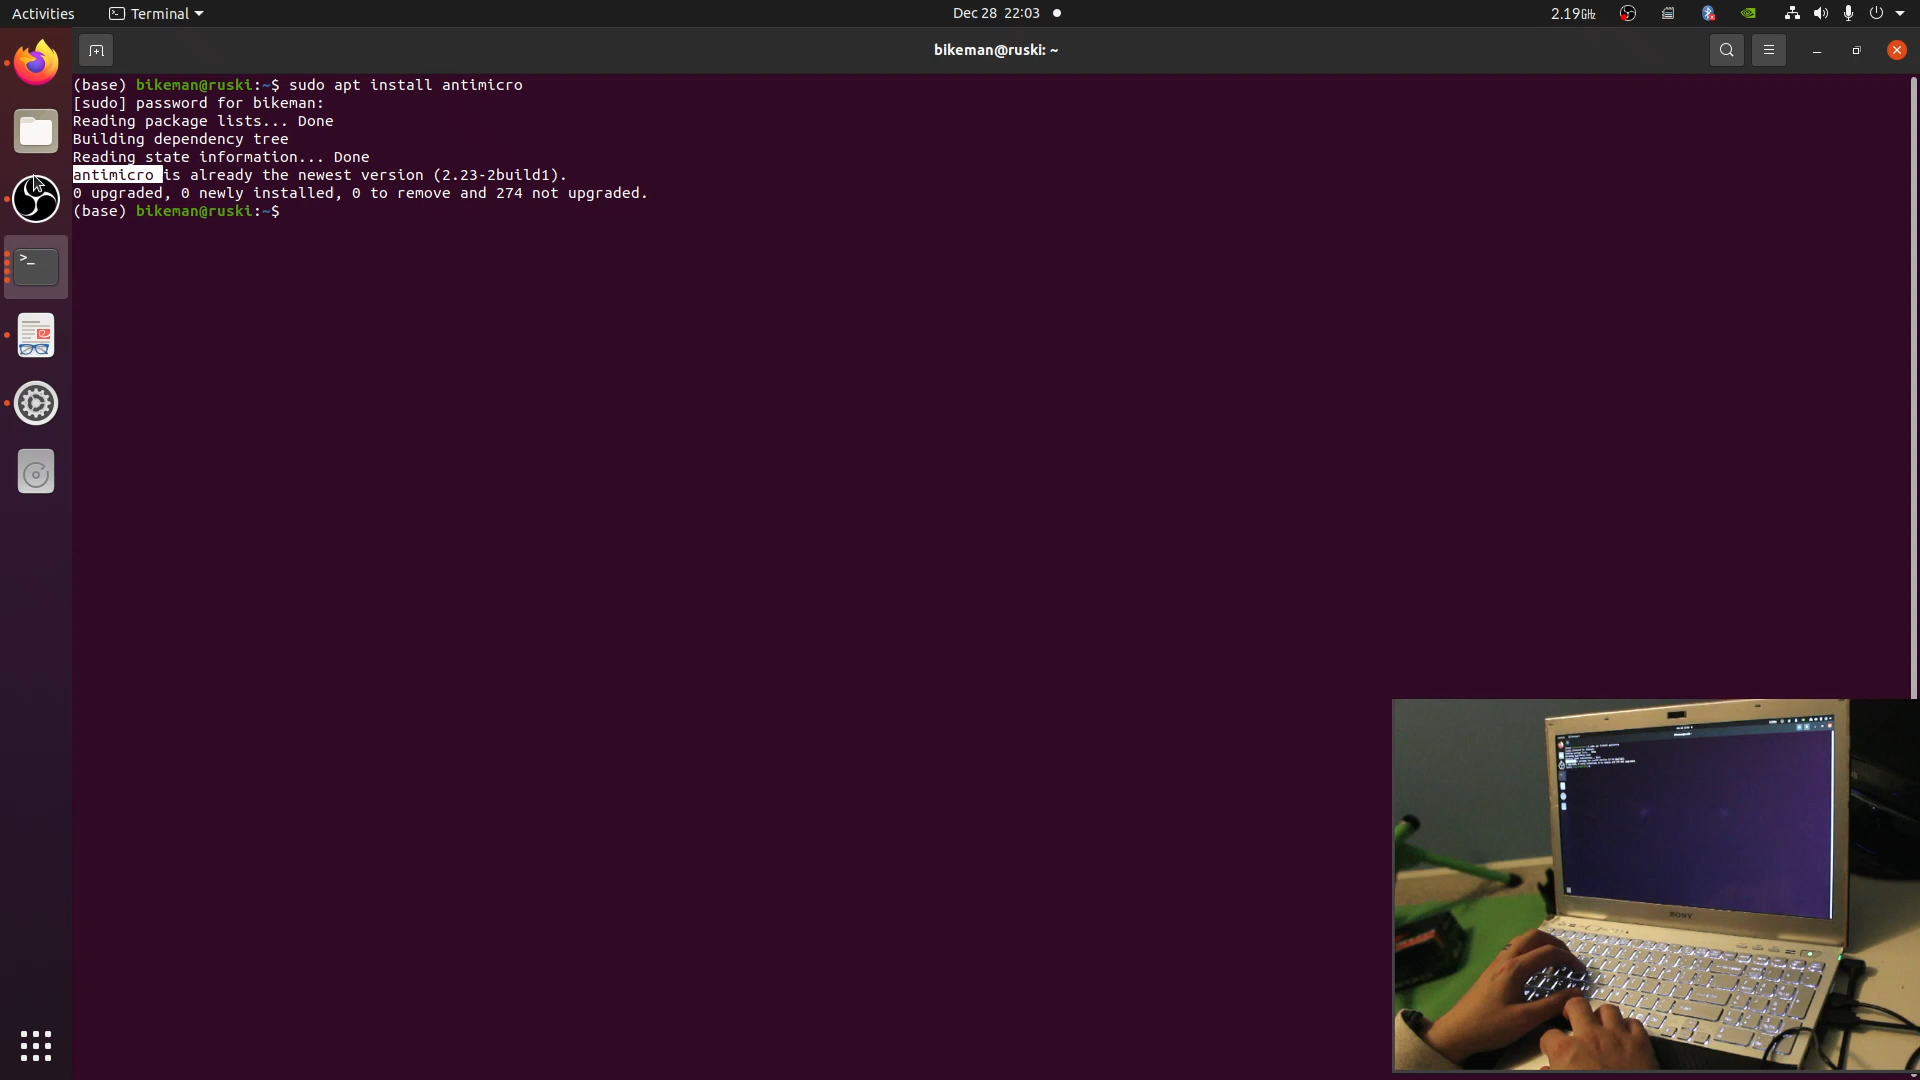 Activities
Terminal
Dec 28 22:03
2.19GHz
bikeman@ruski: ~
(base) bikeman@ruski:~$ sudo apt install antimicro
[sudo] password for bikeman:
Reading package lists... Done
Building dependency tree
Reading state information... Done
antimicro is already the newest version (2.23-2build1).
0 upgraded, 0 newly installed, 0 to remove and 274 not upgraded.
(base) bikeman@ruski:~$
>_
SONY